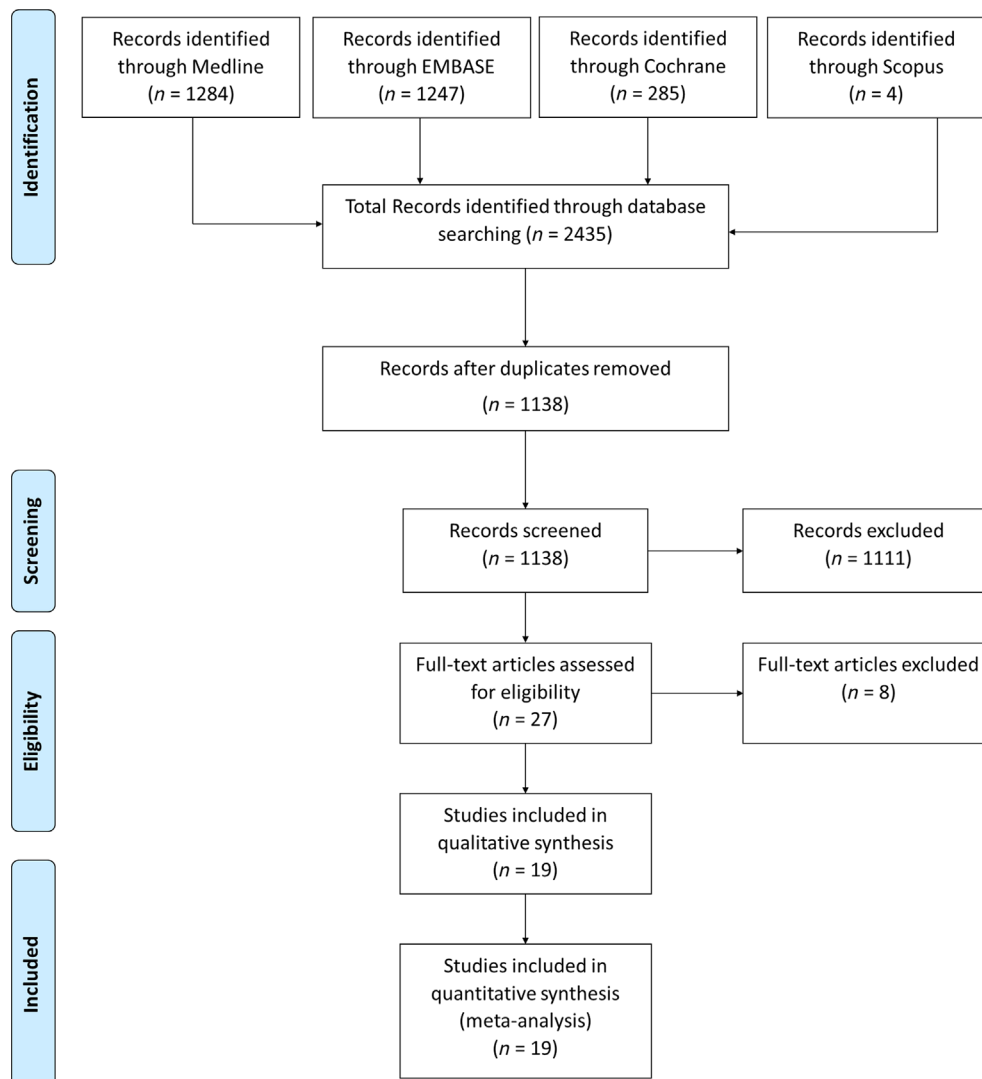 Identification
Records identified
through Medline
(n = 1284)
Records identified
through EMBASE
(n = 1247)
Records identified
through Cochrane
(n = 285)
Records identified
through Scopus
(n = 4)
Total Records identified through database
searching (n = 2435)
Records after duplicates removed
(n = 1138)
Screening
Records screened
(n = 1138)
Records excluded
(n = 1111)
Eligibility
Full-text articles assessed
for eligibility
(n = 27)
Full-text articles excluded
(n = 8)
Studies included in
qualitative synthesis
(n = 19)
Included
Studies included in
quantitative synthesis
(meta-analysis)
(n = 19)